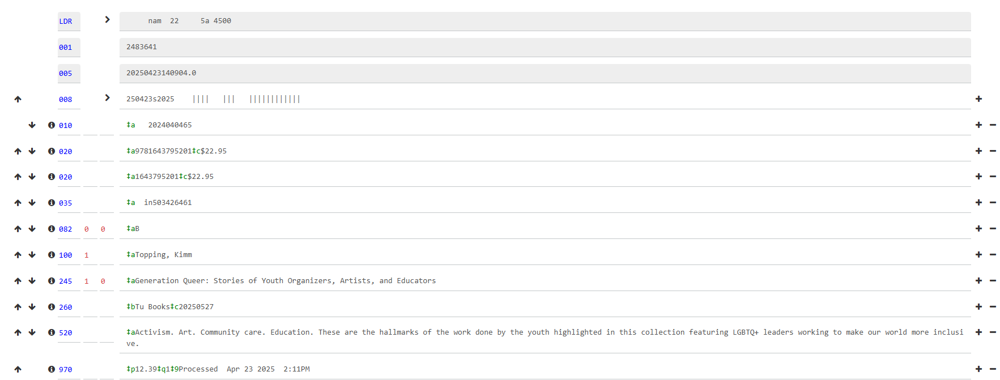 LDR nam 22 5a 4500
001 2483641
005 20250423140904.0
008 250423s2025 |||| ||| ||||||||||||
010 ‡a 2024040465
020 ‡a9781643795201‡c$22.95
020 ‡a1643795201‡c$22.95
035 ‡a in503426461
082 0 0 ‡aB
100 1 ‡aTopping, Kimm
245 1 0 ‡aGeneration Queer: Stories of Youth Organizers, Artists, and Educators
260 ‡bTu Books‡c20250527
520 ‡aActivism. Art. Community care. Education. These are the hallmarks of the work done by the youth highlighted in this collection featuring LGBTQ+ leaders working to make our world more inclusi
ve.
970 ‡p12.39‡q1‡9Processed Apr 23 2025 2:11PM